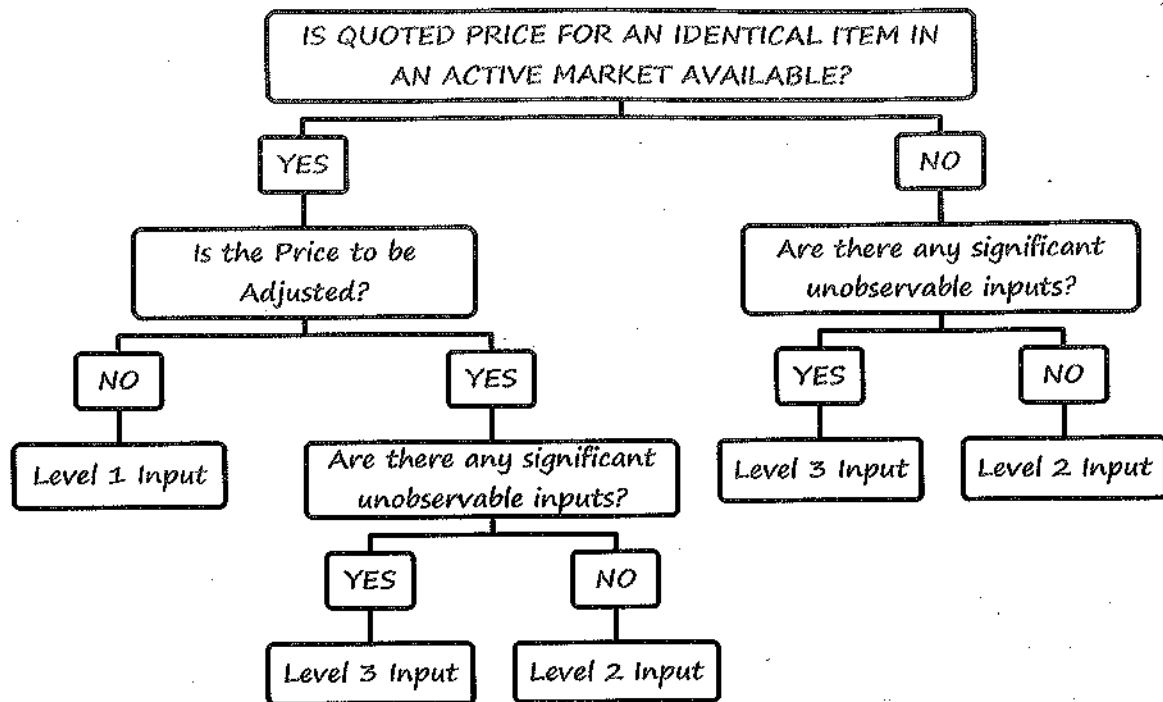 IS QUOTED PRICE FOR AN IDENTICAL ITEM IN
AN ACTIVE MARKET AVAILABLE?
YES
NO
Is the Price to be
Adjusted?
Are there any significant
unobservable inputs?
NO
YES
YES
NO
Level 1 Input
Are there any significant
unobservable inputs?
Level 3 Input
Level 2 Input
YES
NO
Level 3 Input
Level 2 Input